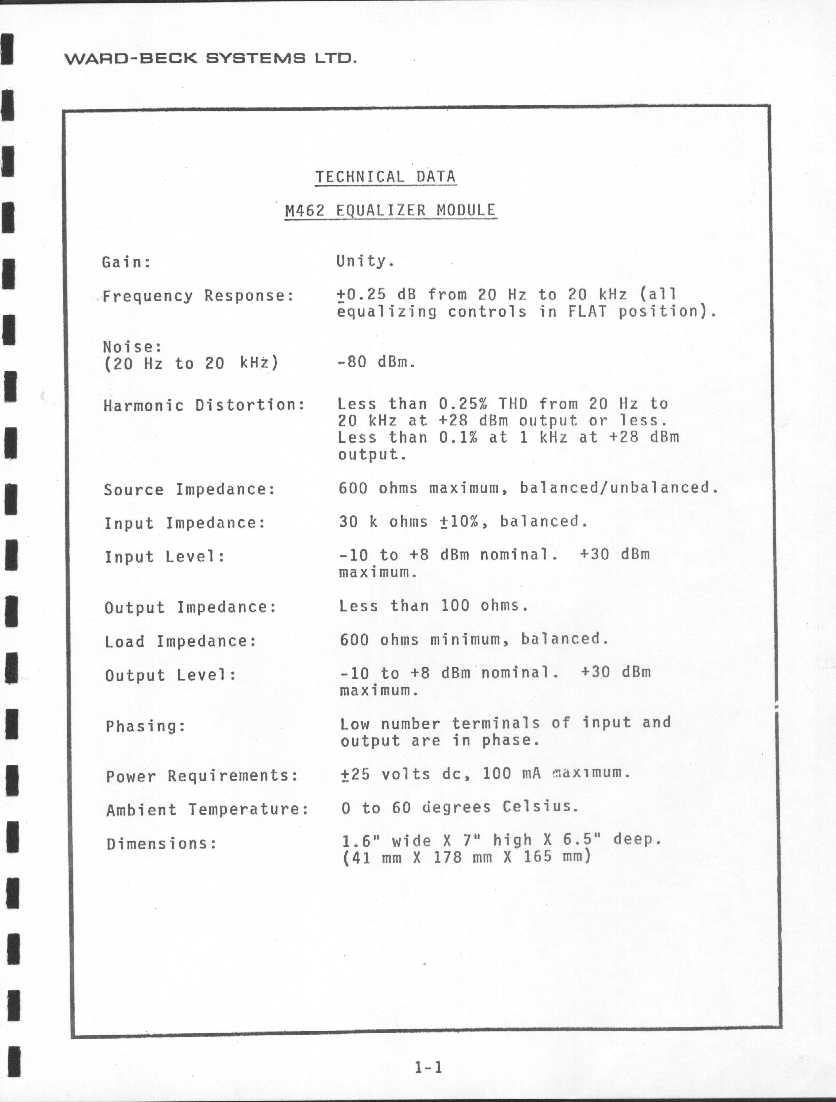 WARD-BECK SYSTEMS LTD.
TECHNICAL DATA
M462 EQUALIZER MODULE
Gain: Unity.
Frequency Response: ±0.25 dB from 20 Hz to 20 kHz (all
equalizing controls in FLAT position).
Noise:
(20 Hz to 20 kHz) -80 dBm.
Harmonic Distortion: Less than 0.25% THD from 20 Hz to
20 kHz at +28 dBm output or less.
Less than 0.1% at 1 kHz at +28 dBm
output.
Source Impedance: 600 ohms maximum, balanced/unbalanced.
Input Impedance: 30 k ohms ±10%, balanced.
Input Level: -10 to +8 dBm nominal. +30 dBm
maximum.
Output Impedance: Less than 100 ohms.
Load Impedance: 600 ohms minimum, balanced.
Output Level: -10 to +8 dBm nominal. +30 dBm
maximum.
Phasing: Low number terminals of input and
output are in phase.
Power Requirements: ±25 volts dc, 100 mA maximum.
Ambient Temperature: 0 to 60 degrees Celsius.
Dimensions: 1.6" wide X 7" high X 6.5" deep.
(41 mm X 178 mm X 165 mm)
1-1